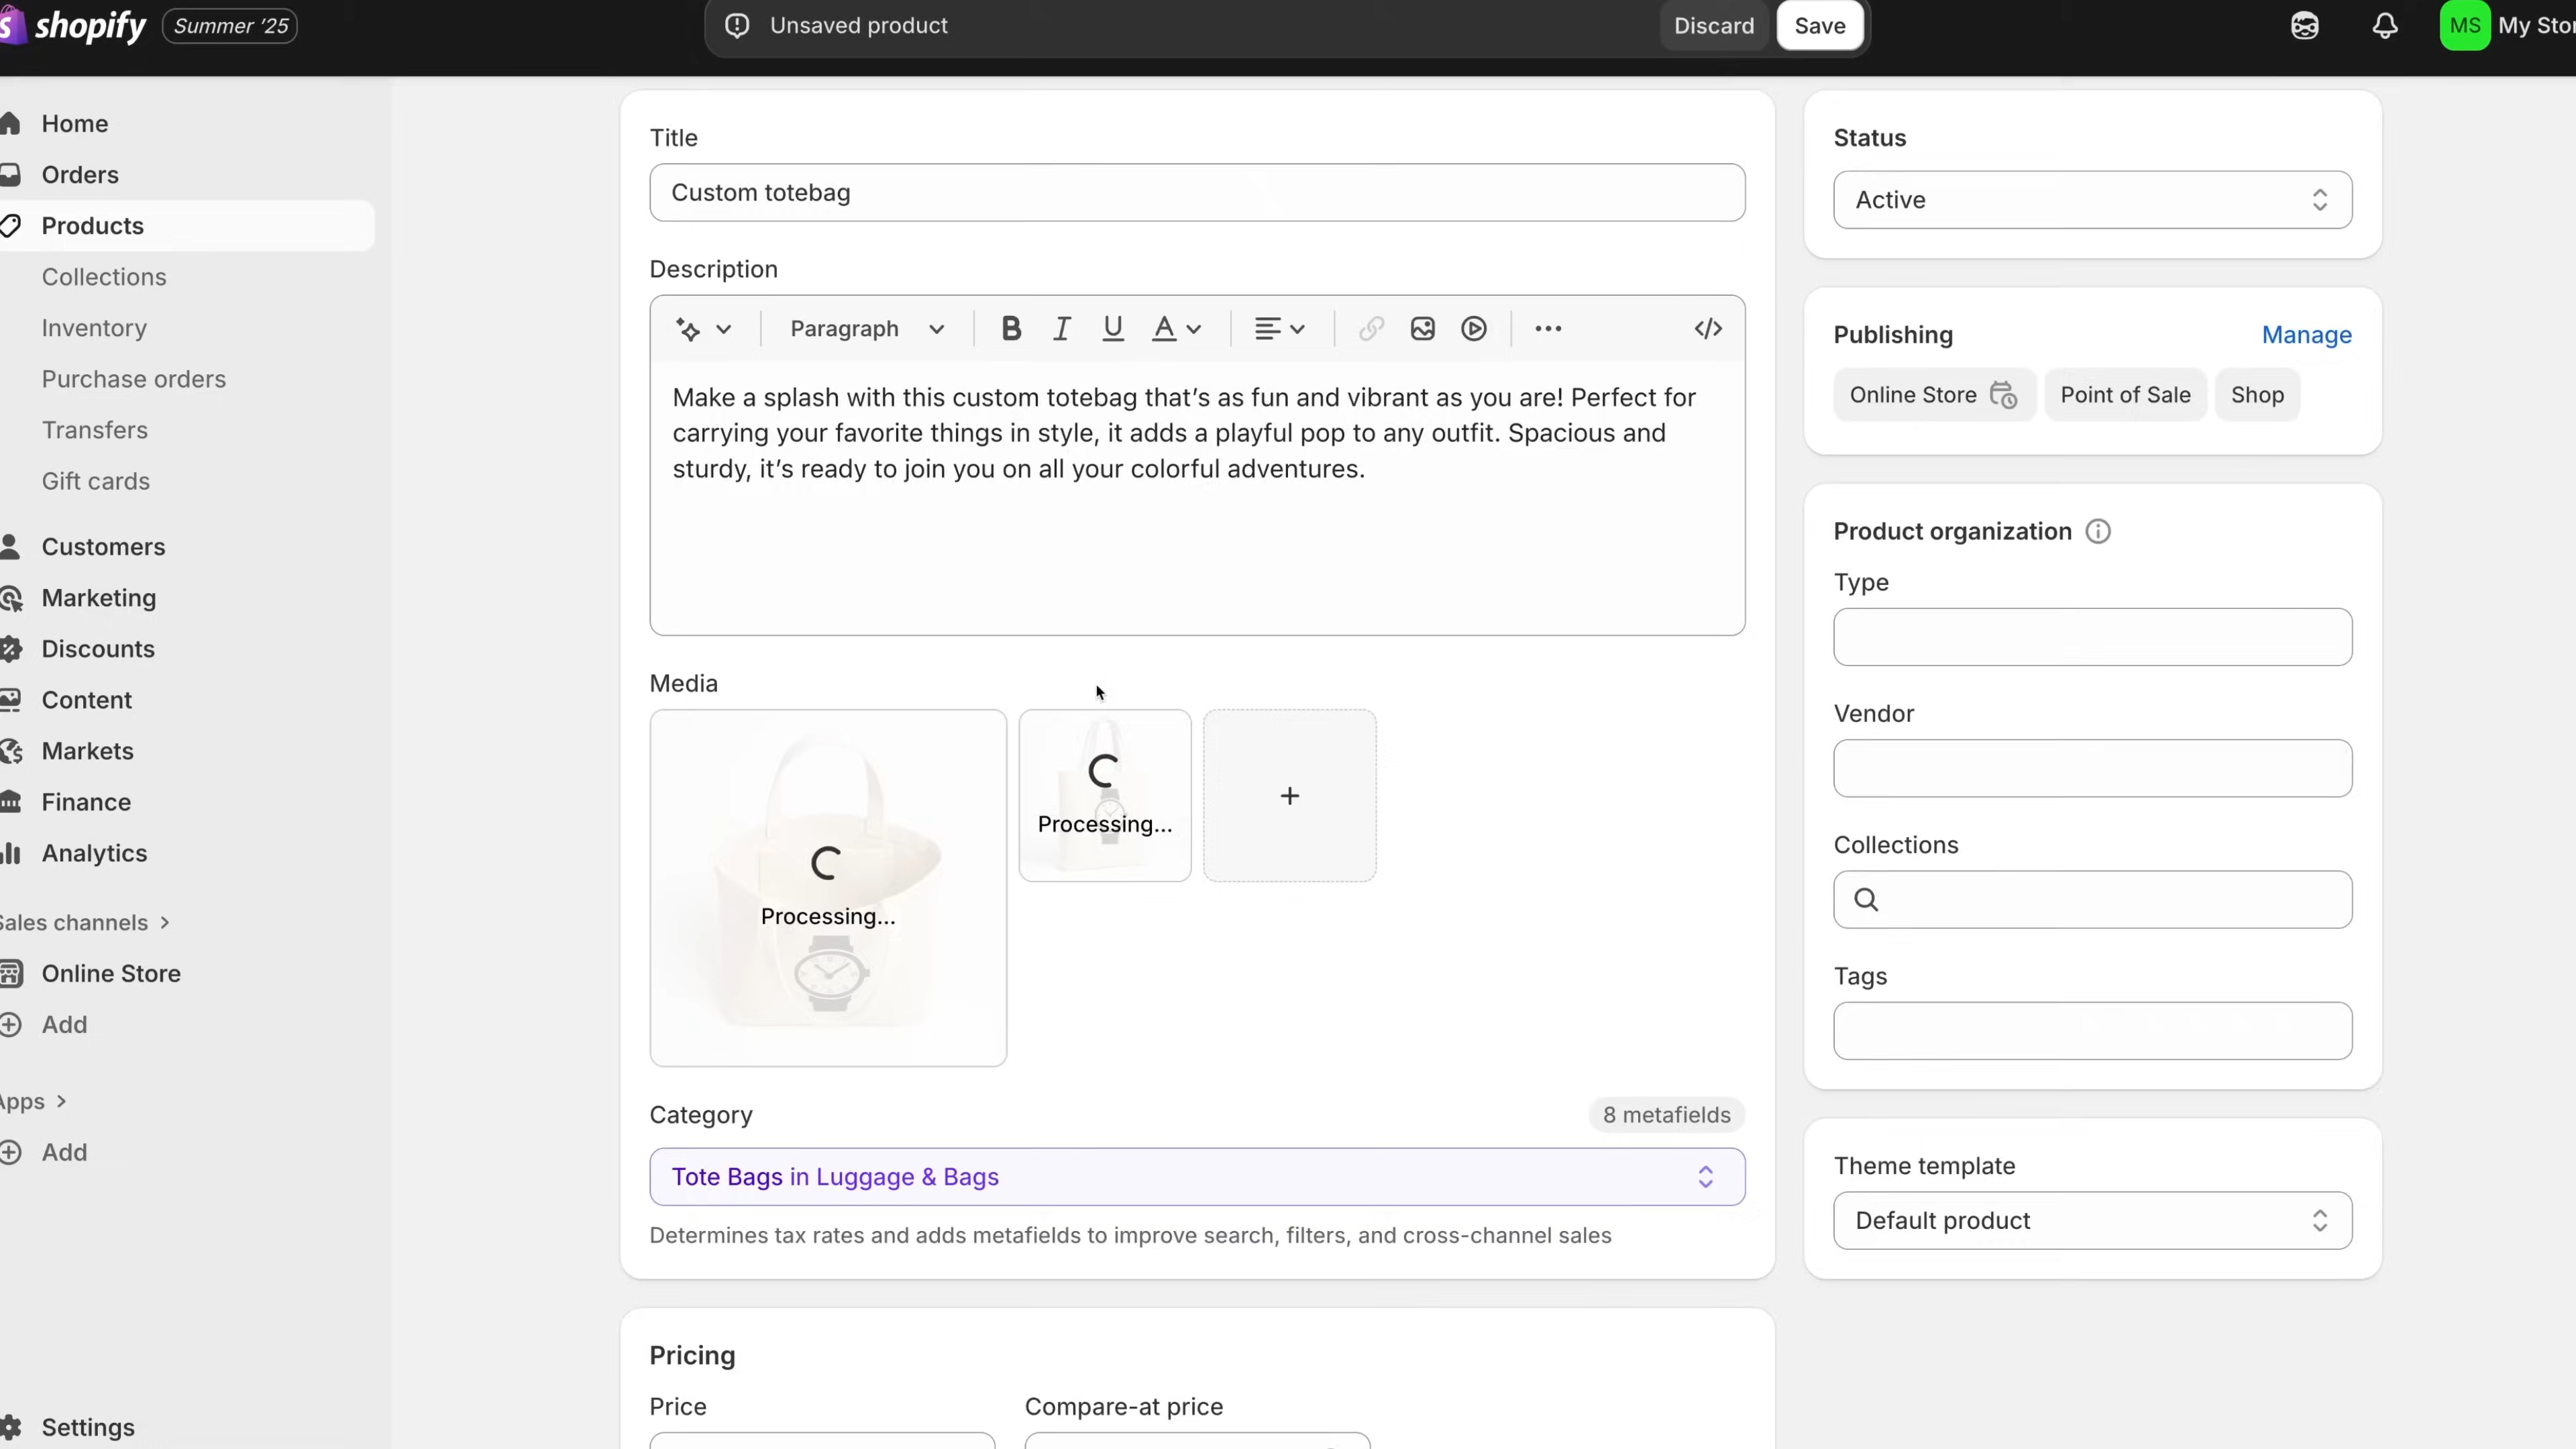 shopify
Summer '25
Unsaved product
Discard
Save
MS
Home
Orders
Products
Collections
Inventory
Purchase orders
Transfers
Gift cards
Customers
Marketing
Discounts
Content
Markets
Finance
Analytics
Online Store
Add
Add
Settings
Title
Custom totebag
Description
Paragraph
B I U A
Make a splash with this custom totebag that’s as fun and vibrant as you are! Perfect for
carrying your favorite things in style, it adds a playful pop to any outfit. Spacious and
sturdy, it’s ready to join you on all your colorful adventures.
Media
Processing...
Processing...
Category
8 metafields
Tote Bags in Luggage & Bags
Determines tax rates and adds metafields to improve search, filters, and cross-channel sales
Pricing
Price
Compare-at price
Status
Active
Publishing
Manage
Online Store
Point of Sale
Shop
Product organization
Type
Vendor
Collections
Tags
Theme template
Default product